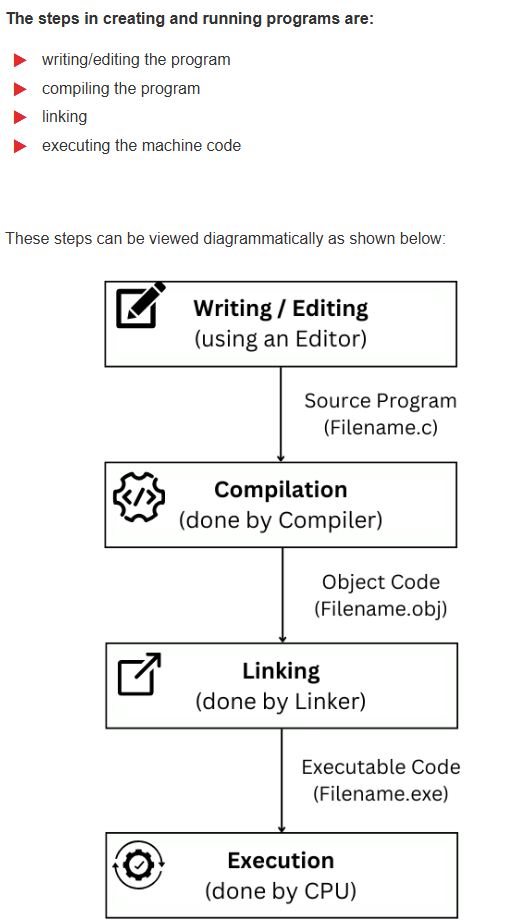 The steps in creating and running programs are:
writing/editing the program
compiling the program
linking
executing the machine code
These steps can be viewed diagrammatically as shown below:
Writing / Editing
(using an Editor)
Source Program
(Filename.c)
</>
Compilation
(done by Compiler)
Object Code
(Filename.obj)
Linking
(done by Linker)
Executable Code
(Filename.exe)
Execution
(done by CPU)